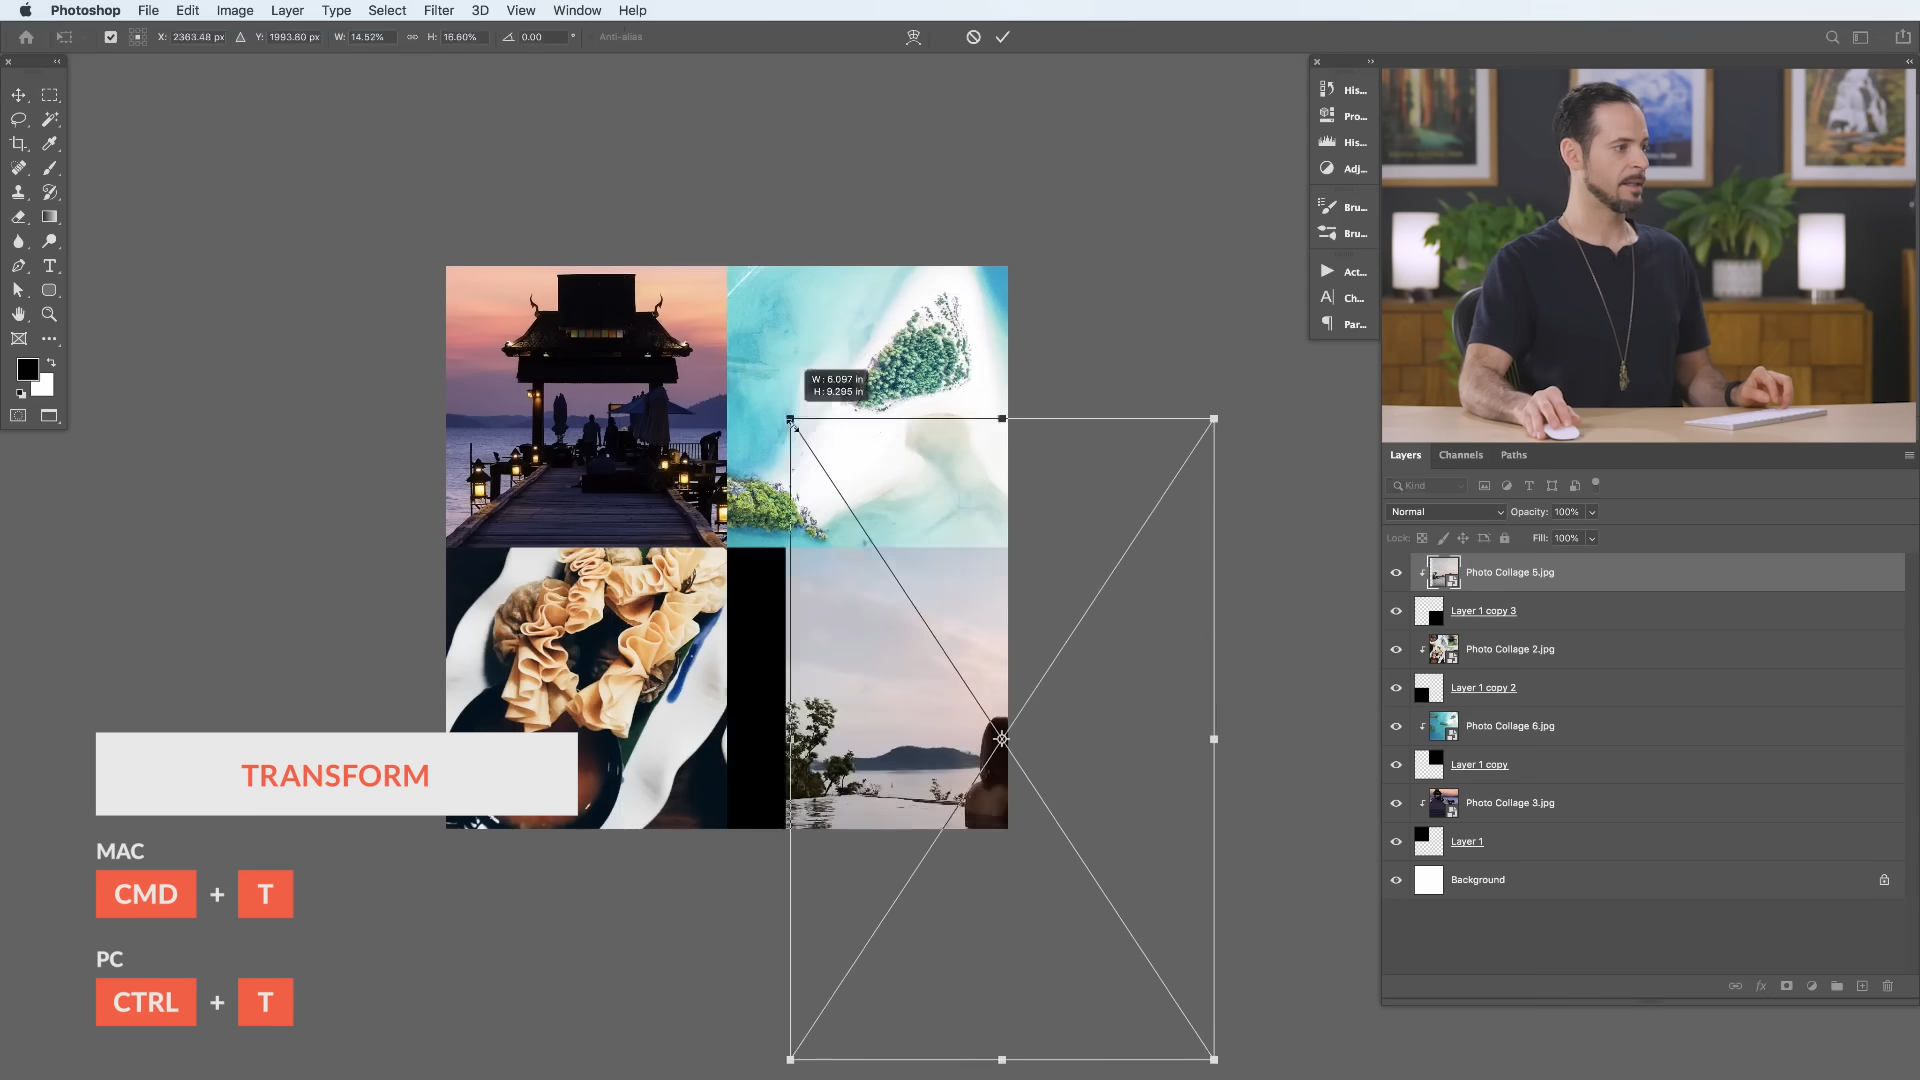 Photoshop File Edit Image Layer Type Select Filter 3D View Window Help
X: 2363.48 px Y: 1993.80 px W: 14.52% H: 16.60% 0.00 ° Anti-alias
His...
Pro...
His...
Adj...
Bru...
Bru...
Act...
Ch...
Par...
W: 6.097 in
H: 9.295 in
TRANSFORM
MAC
CMD + T
PC
CTRL + T
Layers Channels Paths
Kind
Normal Opacity: 100%
Lock: Fill: 100%
Photo Collage 5.jpg
Layer 1 copy 3
Photo Collage 2.jpg
Layer 1 copy 2
Photo Collage 6.jpg
Layer 1 copy
Photo Collage 3.jpg
Layer 1
Background